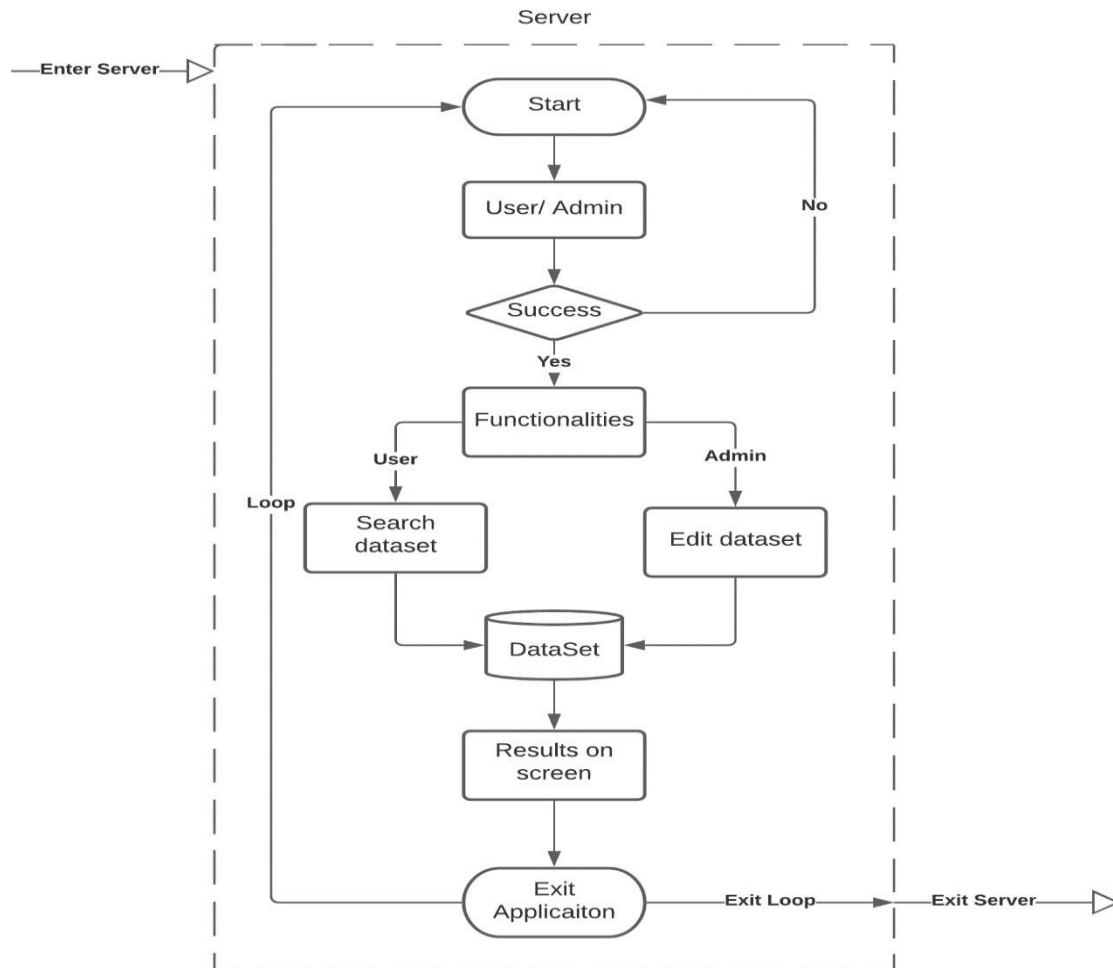 Server
Enter Server
Start
User/ Admin
No
Success
Yes
Functionalities
User
Admin
Loop
Search
dataset
Edit dataset
DataSet
Results on
screen
Exit
Applicaiton
Exit Loop
Exit Server